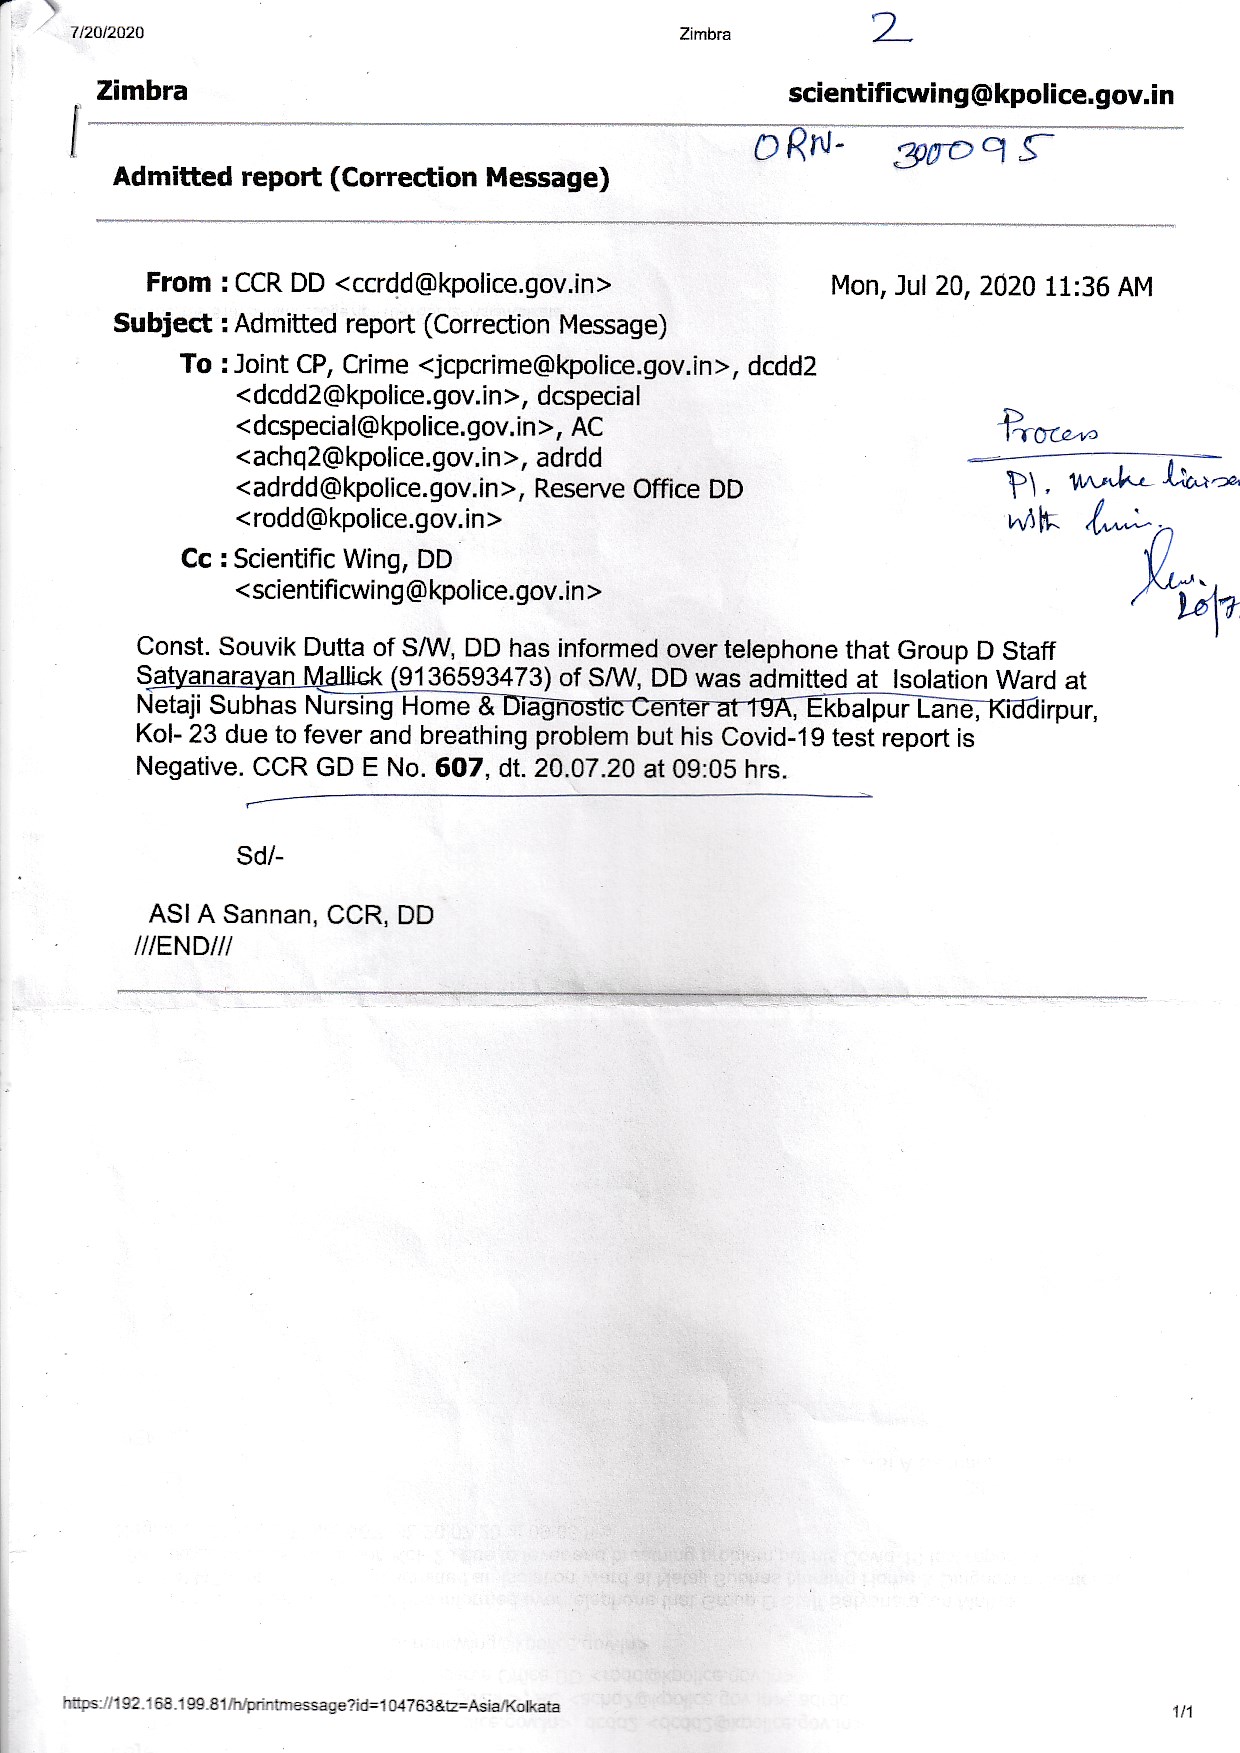 7/20/2020 Zimbra 2
Zimbra scientificwing@kpolice.gov.in
ORN- 300095
Admitted report (Correction Message)
From : CCR DD <ccrdd@kpolice.gov.in> Mon, Jul 20, 2020 11:36 AM
Subject : Admitted report (Correction Message)
To : Joint CP, Crime <jcpcrime@kpolice.gov.in>, dcdd2
<dcdd2@kpolice.gov.in>, dcspecial
<dcspecial@kpolice.gov.in>, AC
<achq2@kpolice.gov.in>, adrdd
<adrdd@kpolice.gov.in>, Reserve Office DD
<rodd@kpolice.gov.in>
Cc : Scientific Wing, DD
<scientificwing@kpolice.gov.in>
Process
Pl. make
with him.
20/7
Const. Souvik Dutta of S/W, DD has informed over telephone that Group D Staff
Satyanarayan Mallick (9136593473) of S/W, DD was admitted at Isolation Ward at
Netaji Subhas Nursing Home & Diagnostic Center at 19A, Ekbalpur Lane, Kiddirpur,
Kol- 23 due to fever and breathing problem but his Covid-19 test report is
Negative. CCR GD E No. 607, dt. 20.07.20 at 09:05 hrs.
Sd/-
ASI A Sannan, CCR, DD
///END///
https://192.168.199.81/h/printmessage?id=104763&tz=Asia/Kolkata 1/1